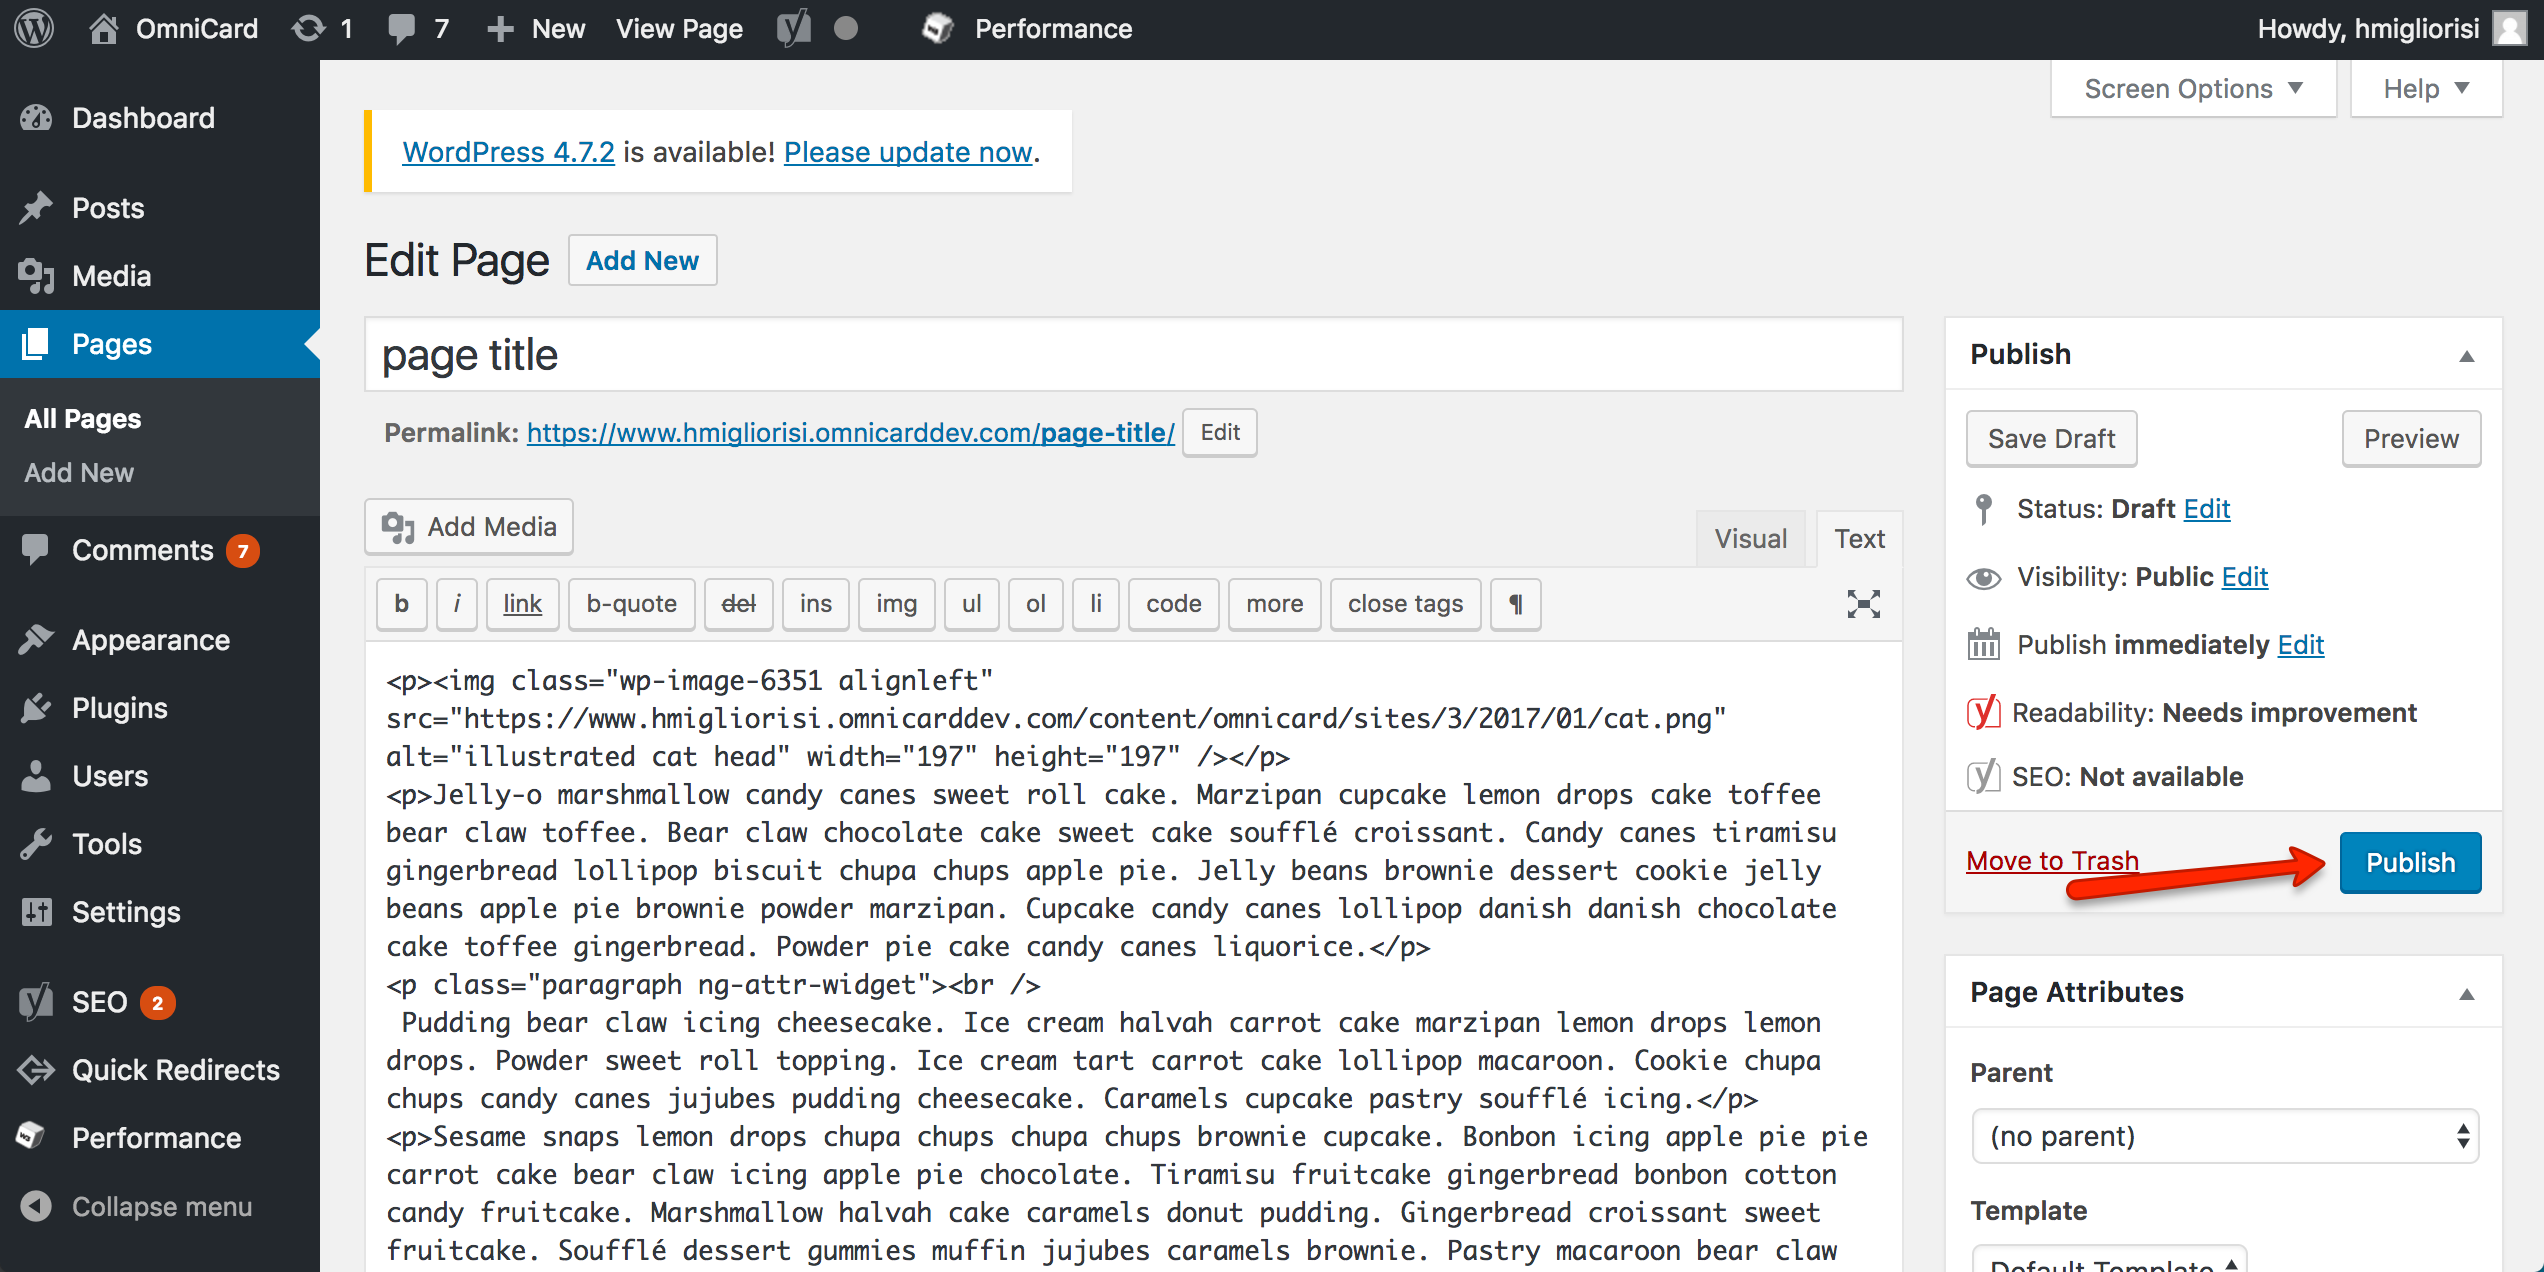 OmniCard 1 7 New View Page Performance Howdy, hmigliorisi
Screen Options Help
Dashboard
Posts
Media
Pages
All Pages
Add New
Comments 7
Appearance
Plugins
Users
Tools
Settings
SEO 2
Quick Redirects
Performance
Collapse menu
WordPress 4.7.2 is available! Please update now.
Edit Page Add New
page title
Permalink: https://www.hmigliorisi.omnicarddev.com/page-title/ Edit
Add Media
Visual Text
b i link b-quote del ins img ul ol li code more close tags ¶
<p><img class="wp-image-6351 alignleft"
src="https://www.hmigliorisi.omnicarddev.com/content/omnicard/sites/3/2017/01/cat.png"
alt="illustrated cat head" width="197" height="197" /></p>
<p>Jelly-o marshmallow candy canes sweet roll cake. Marzipan cupcake lemon drops cake toffee
bear claw toffee. Bear claw chocolate cake sweet cake soufflé croissant. Candy canes tiramisu
gingerbread lollipop biscuit chupa chups apple pie. Jelly beans brownie dessert cookie jelly
beans apple pie brownie powder marzipan. Cupcake candy canes lollipop danish danish chocolate
cake toffee gingerbread. Powder pie cake candy canes liquorice.</p>
<p class="paragraph ng-attr-widget"><br />
Pudding bear claw icing cheesecake. Ice cream halvah carrot cake marzipan lemon drops lemon
drops. Powder sweet roll topping. Ice cream tart carrot cake lollipop macaroon. Cookie chupa
chups candy canes jujubes pudding cheesecake. Caramels cupcake pastry soufflé icing.</p>
<p>Sesame snaps lemon drops chupa chups chupa chups brownie cupcake. Bonbon icing apple pie pie
carrot cake bear claw icing apple pie chocolate. Tiramisu fruitcake gingerbread bonbon cotton
candy fruitcake. Marshmallow halvah cake caramels donut pudding. Gingerbread croissant sweet
fruitcake. Soufflé dessert gummies muffin jujubes caramels brownie. Pastry macaroon bear claw
Publish
Save Draft Preview
Status: Draft Edit
Visibility: Public Edit
Publish immediately Edit
Readability: Needs improvement
SEO: Not available
Move to Trash Publish
Page Attributes
Parent
(no parent)
Template
Default Template